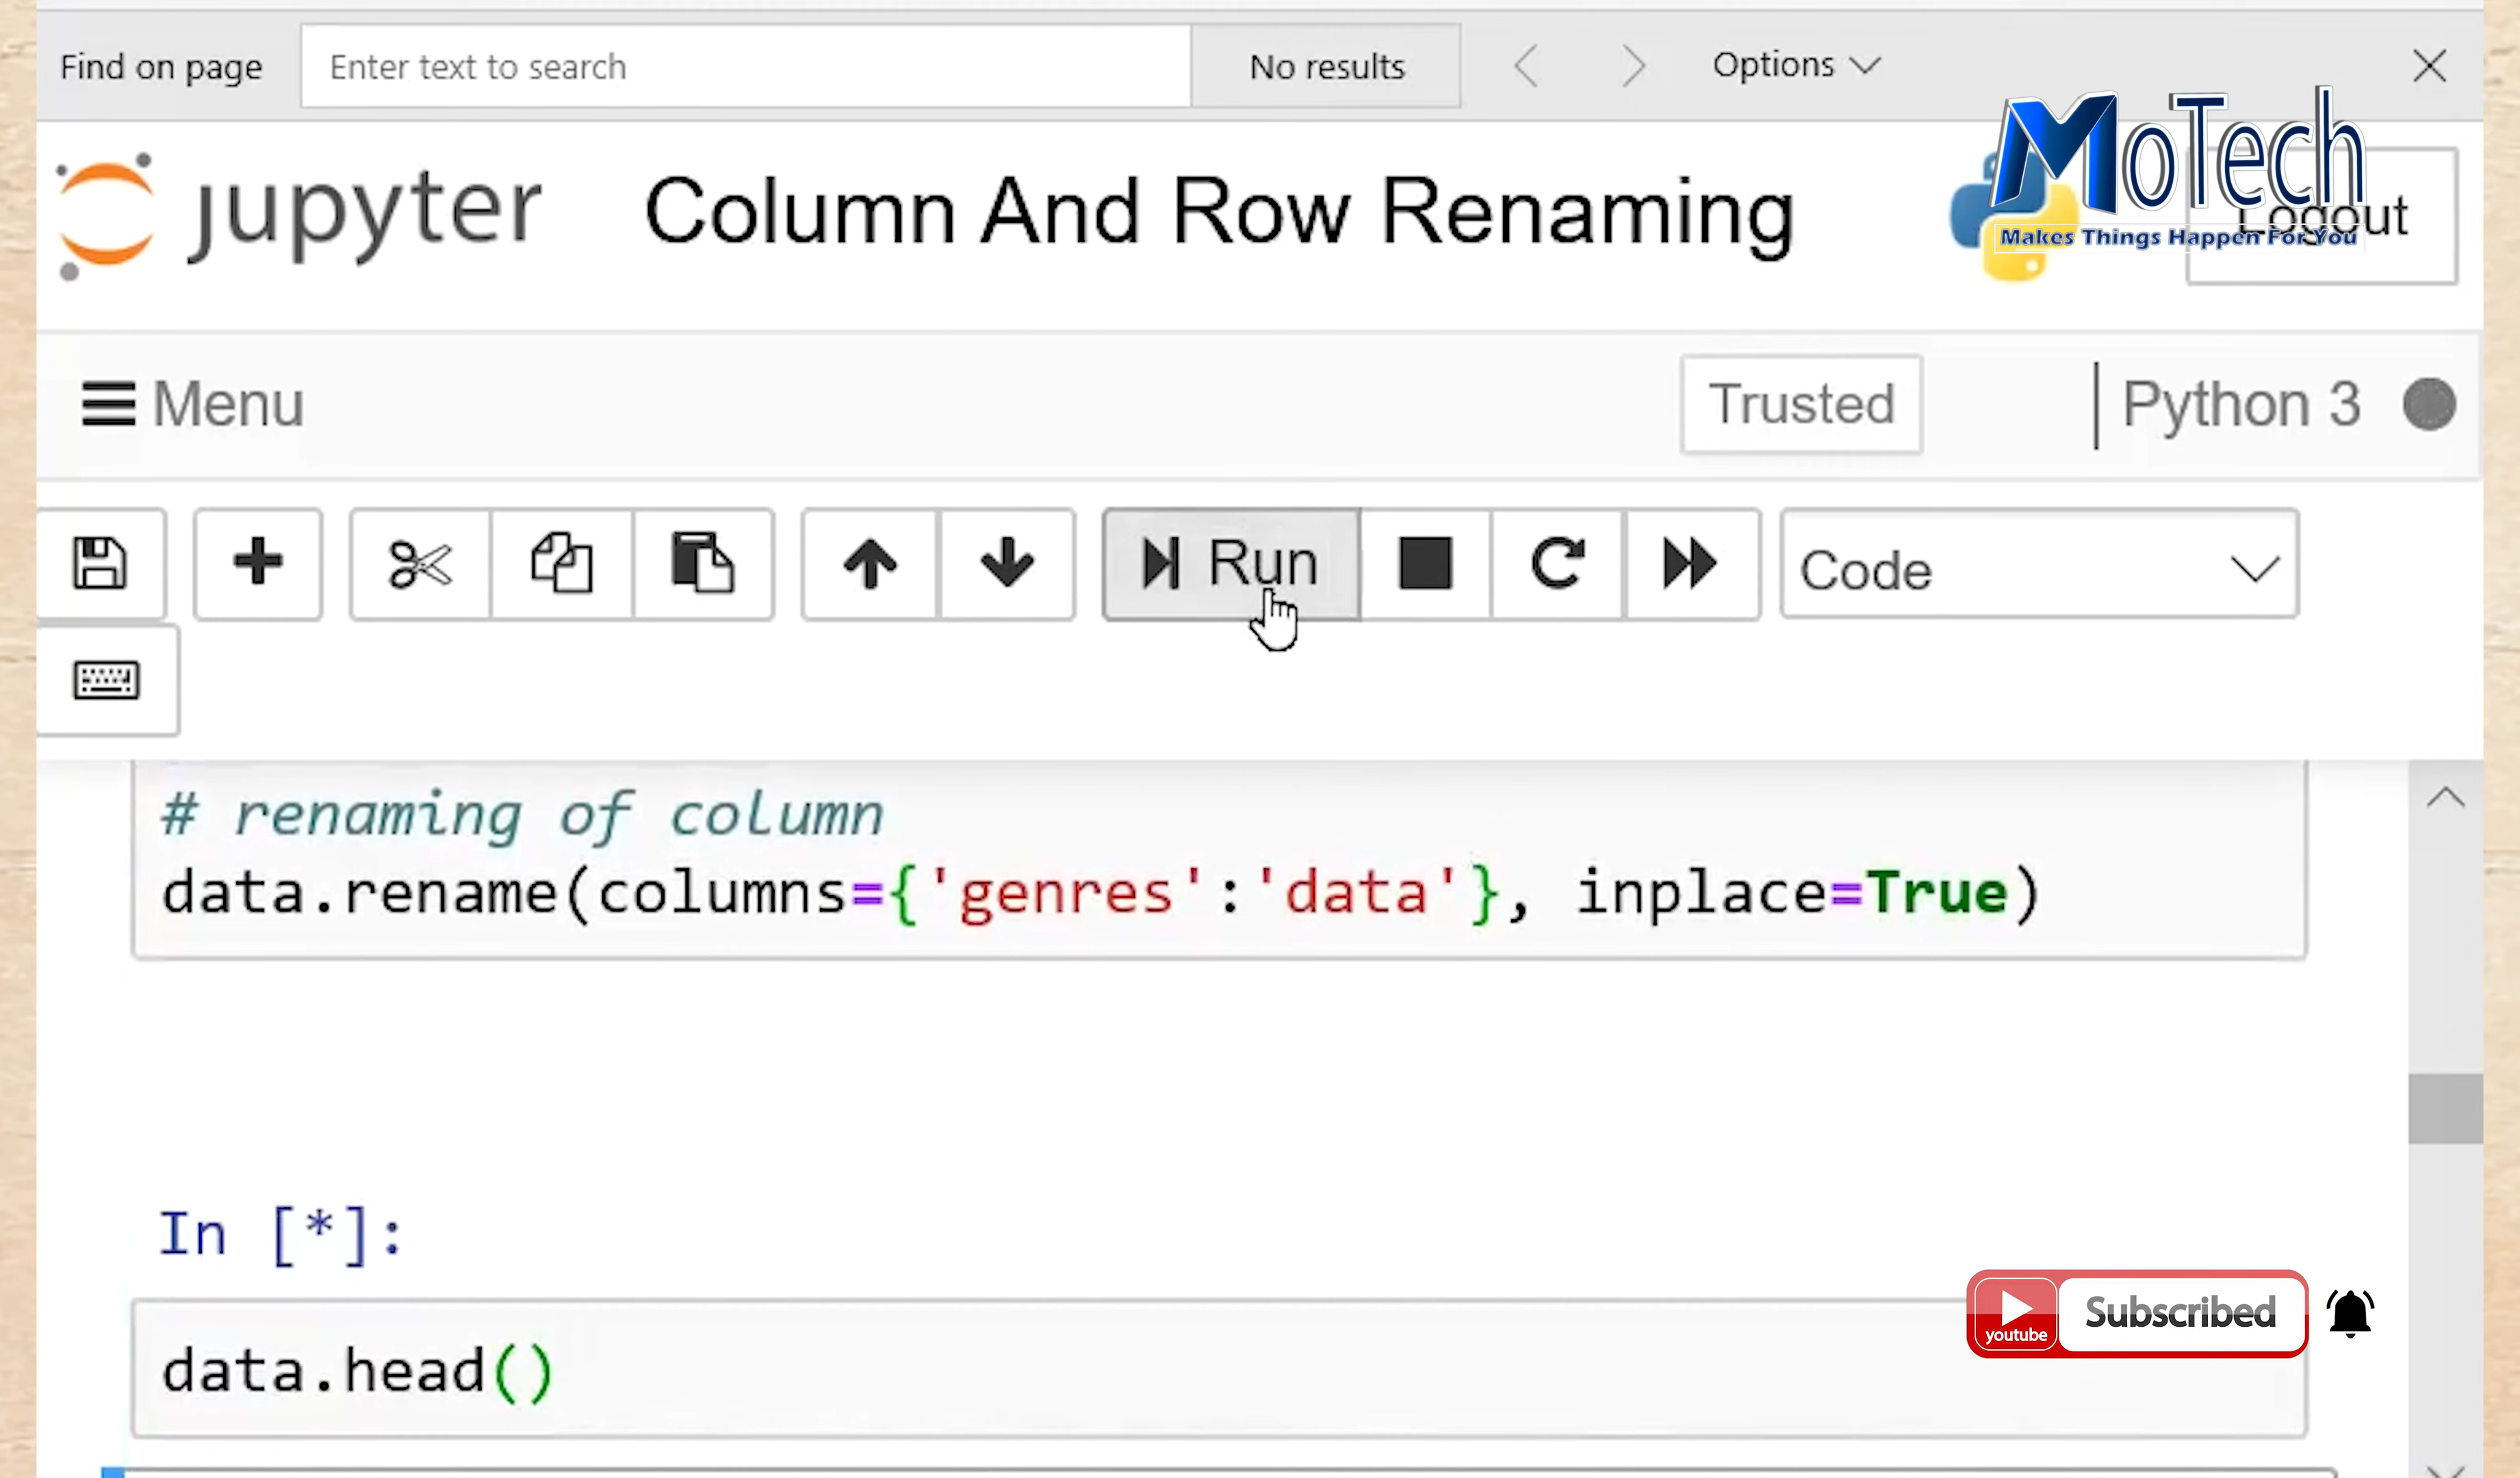 Find on page Enter text to search No results Options
MoTech
jupyter Column And Row Renaming Logout
Makes Things Happen For You
Menu Trusted Python 3
Run Code
# renaming of column
data.rename(columns={'genres':'data'}, inplace=True)
In [*]:
youtube Subscribed
data.head()